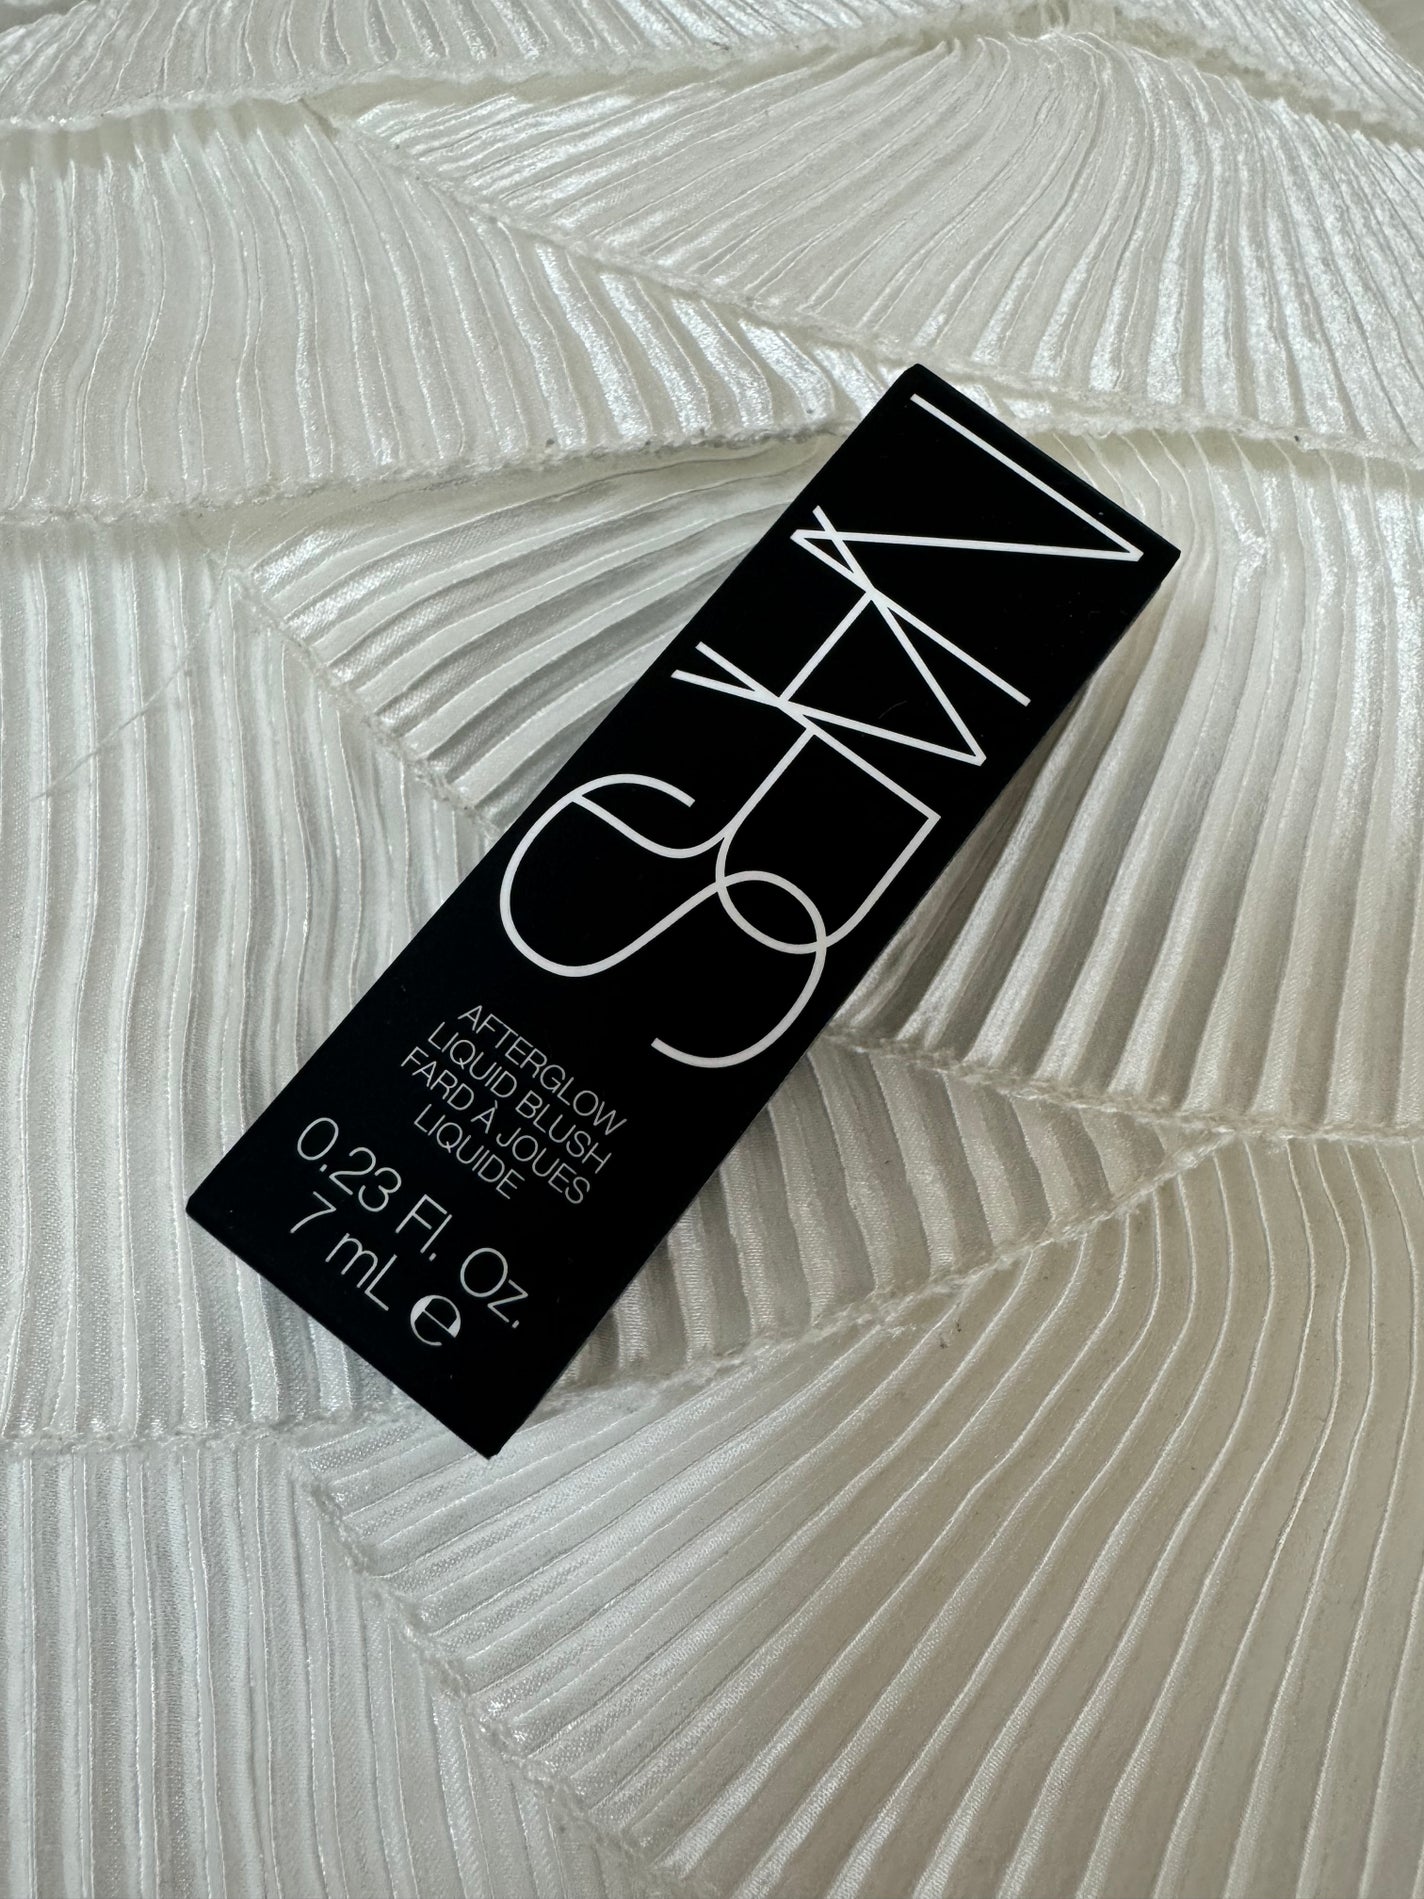 NARS
AFTERGLOW
LIQUID BLUSH
FARD À JOUES
LIQUIDE
0.23 Fl. Oz.
7 mL ℮